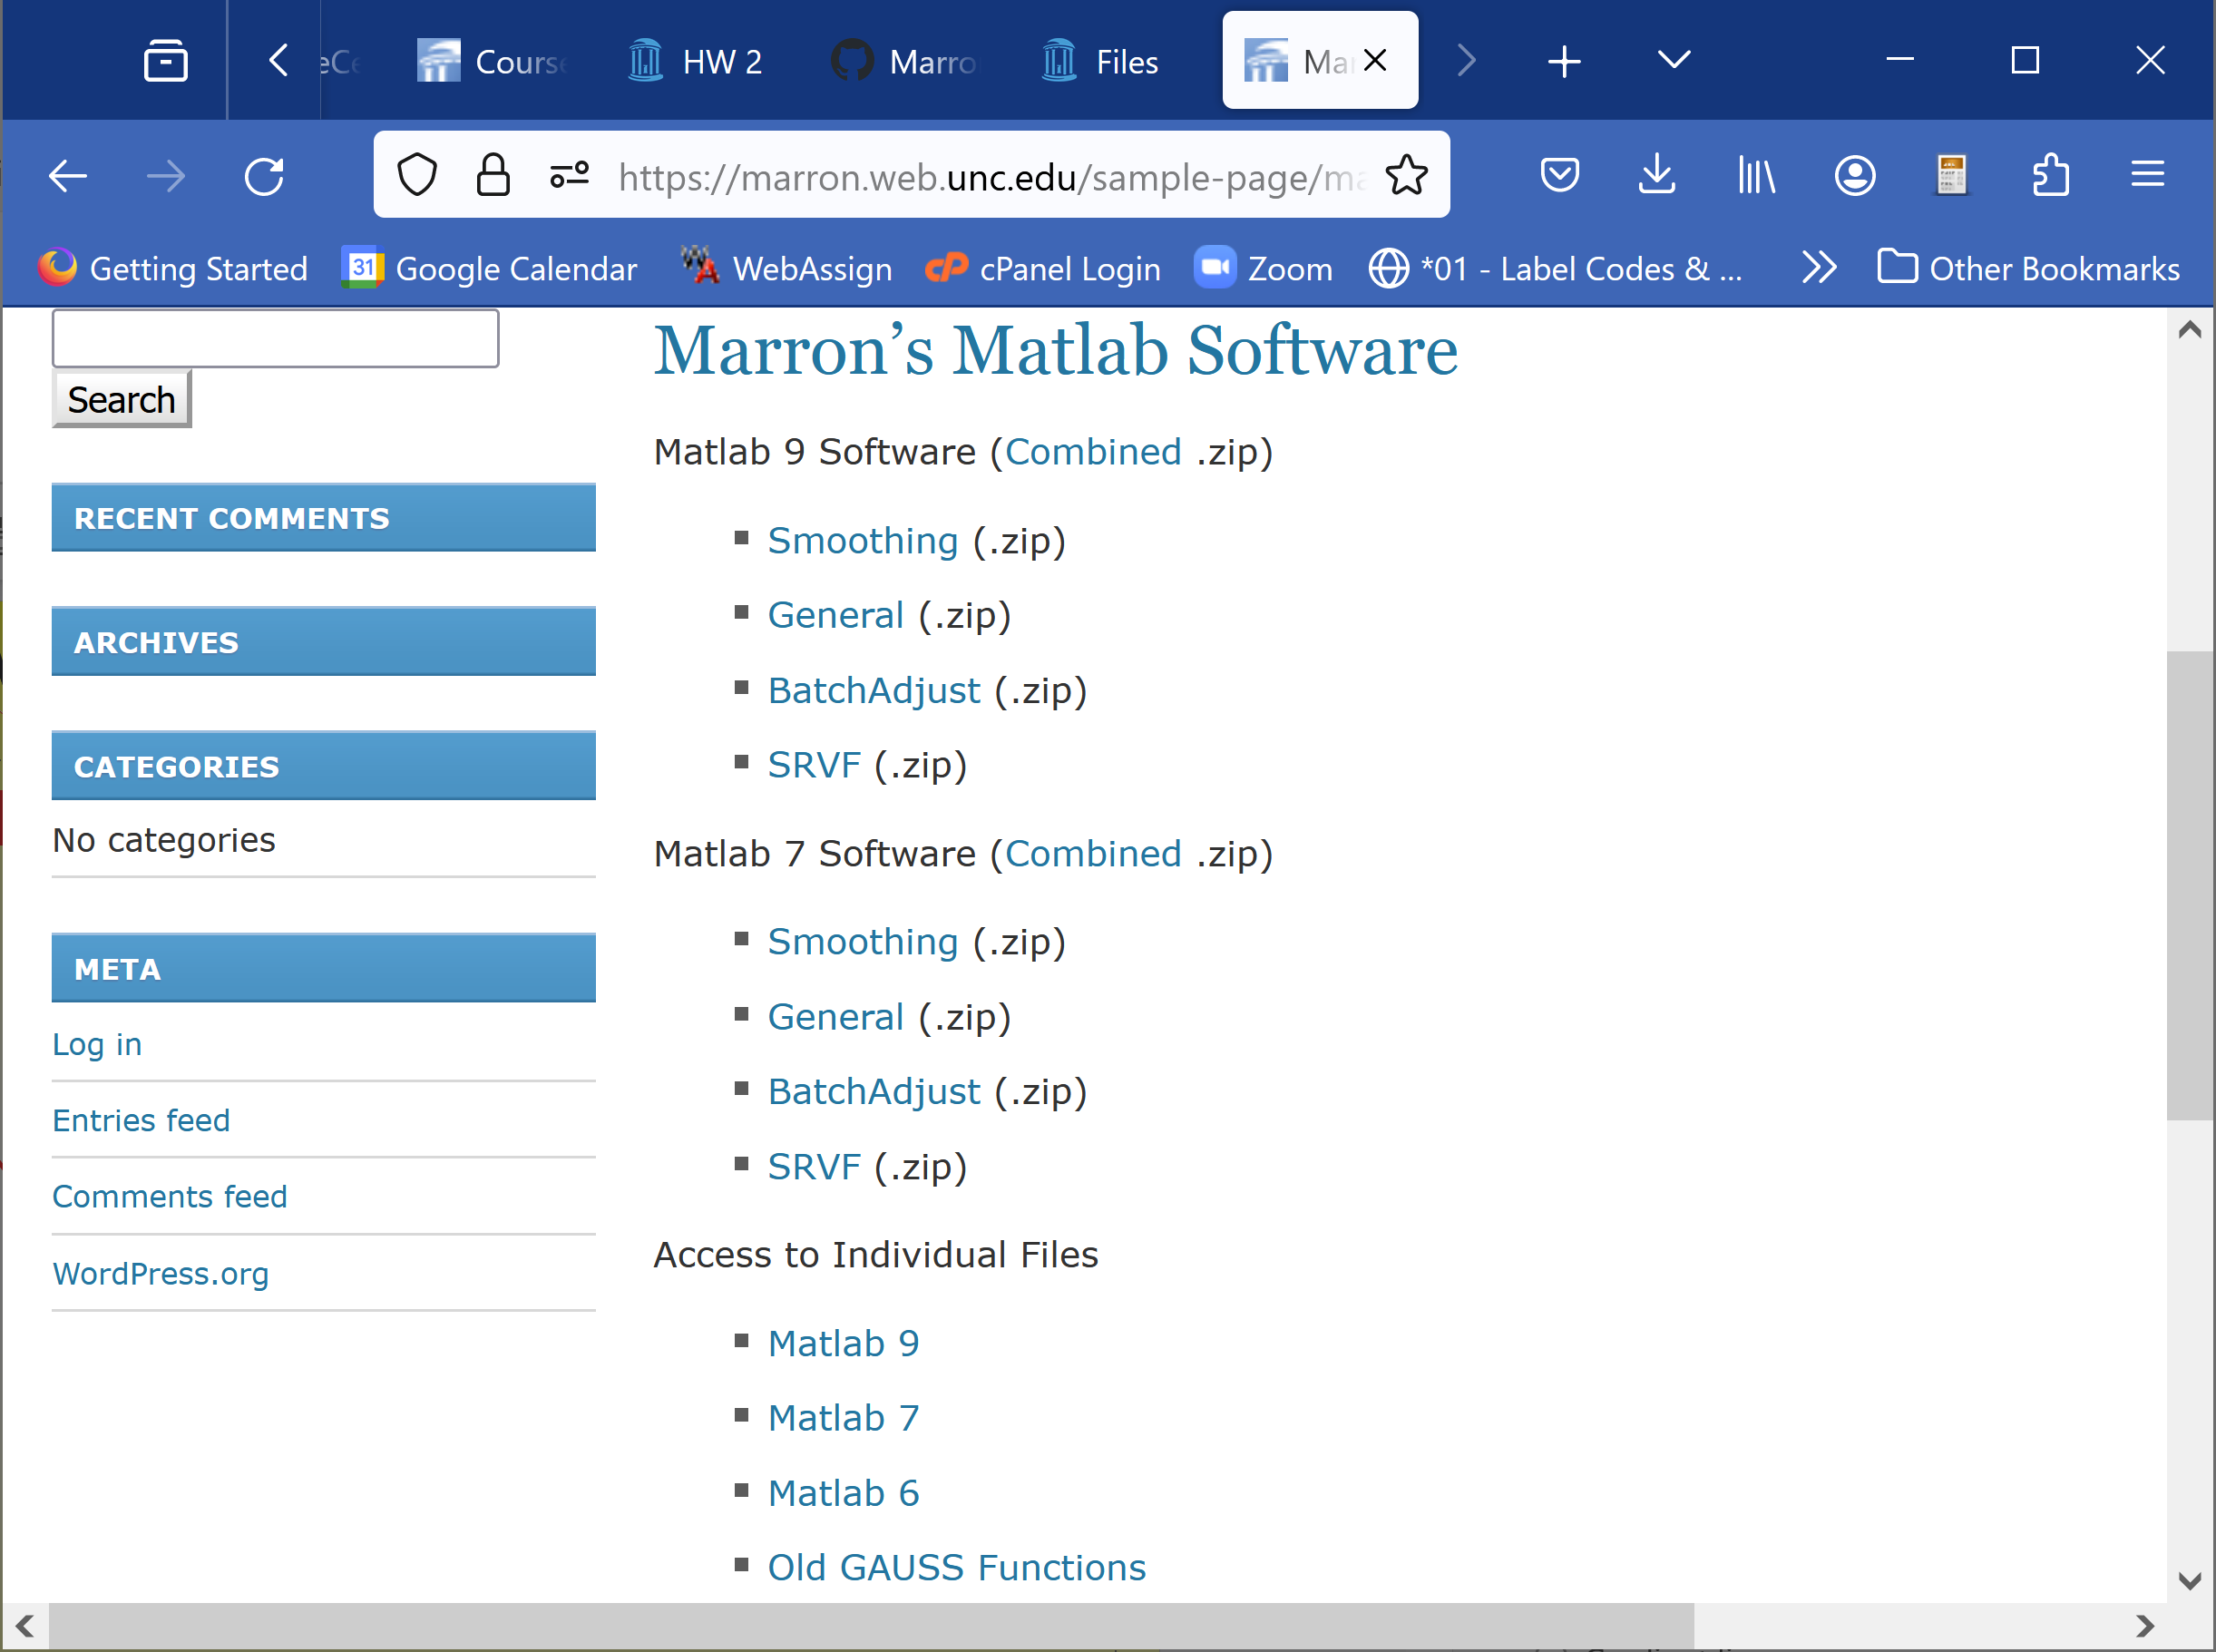 Course
HW 2
Marro
Files
Ma
https://marron.web.unc.edu/sample-page/ma
Getting Started
31
Google Calendar
WebAssign
cPanel Login
Zoom
*01 - Label Codes & ...
Other Bookmarks
Search
RECENT COMMENTS
ARCHIVES
CATEGORIES
No categories
META
Log in
Entries feed
Comments feed
WordPress.org
Marron’s Matlab Software
Matlab 9 Software (Combined .zip)
Smoothing (.zip)
General (.zip)
BatchAdjust (.zip)
SRVF (.zip)
Matlab 7 Software (Combined .zip)
Smoothing (.zip)
General (.zip)
BatchAdjust (.zip)
SRVF (.zip)
Access to Individual Files
Matlab 9
Matlab 7
Matlab 6
Old GAUSS Functions